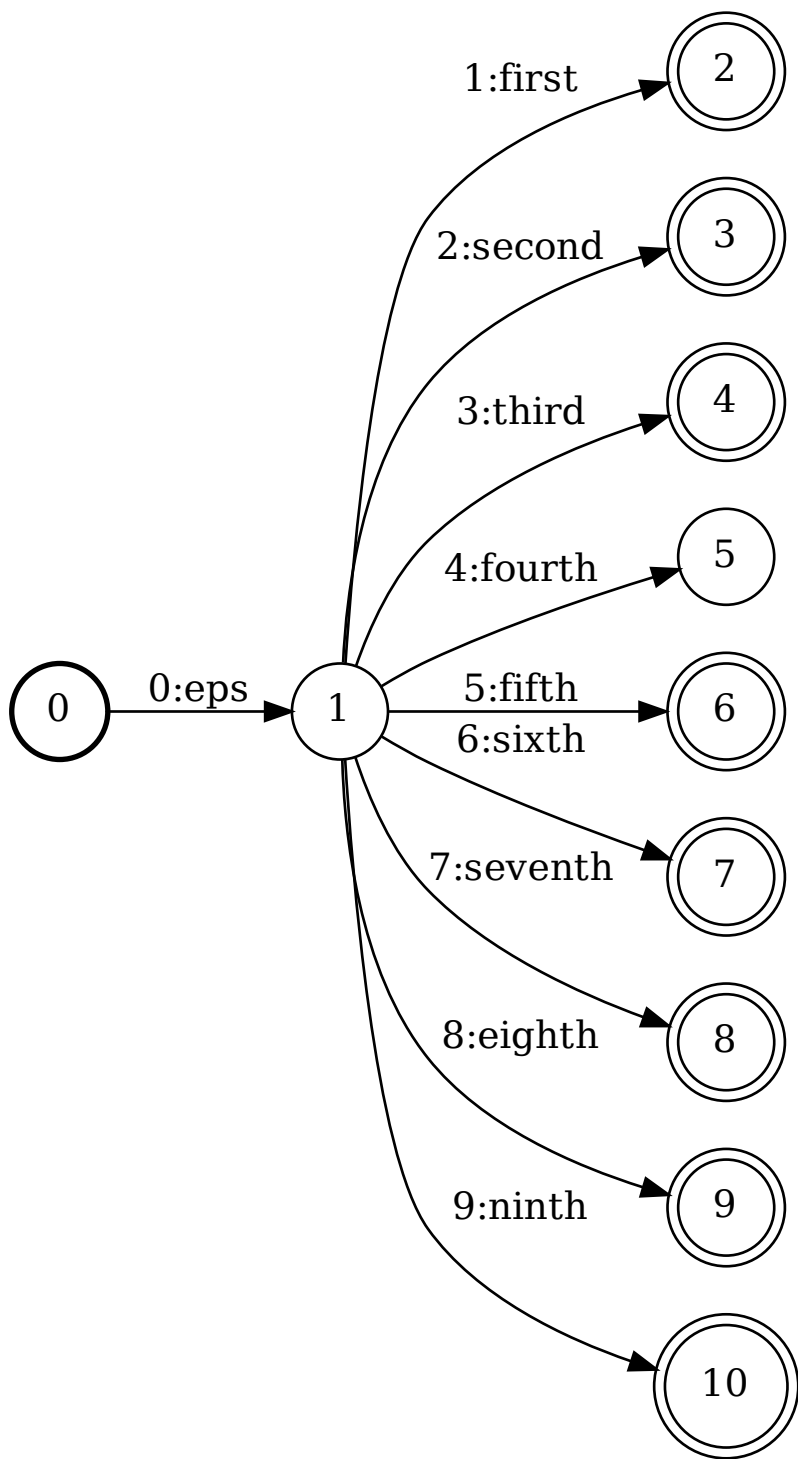 1:first
2
2:second
3
3:third
4
4:fourth
5
0
0:eps
1
5:fifth
6
6:sixth
7
7:seventh
8
8:eighth
9
9:ninth
10